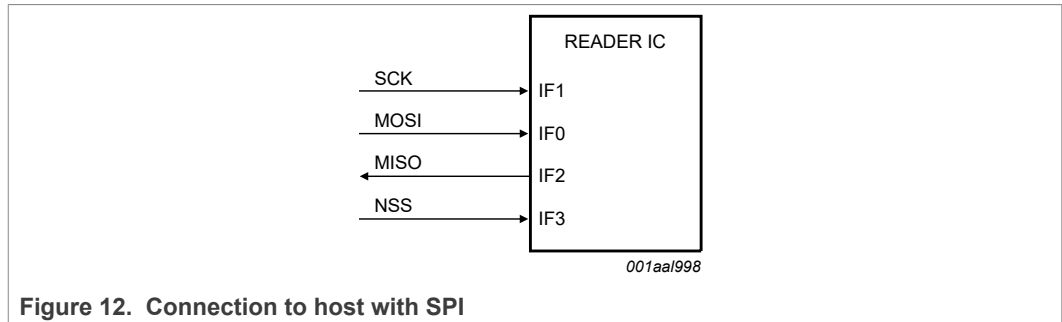 READER IC
SCK
IF1
MOSI
IF0
MISO
IF2
NSS
IF3
001aal998
Figure 12. Connection to host with SPI